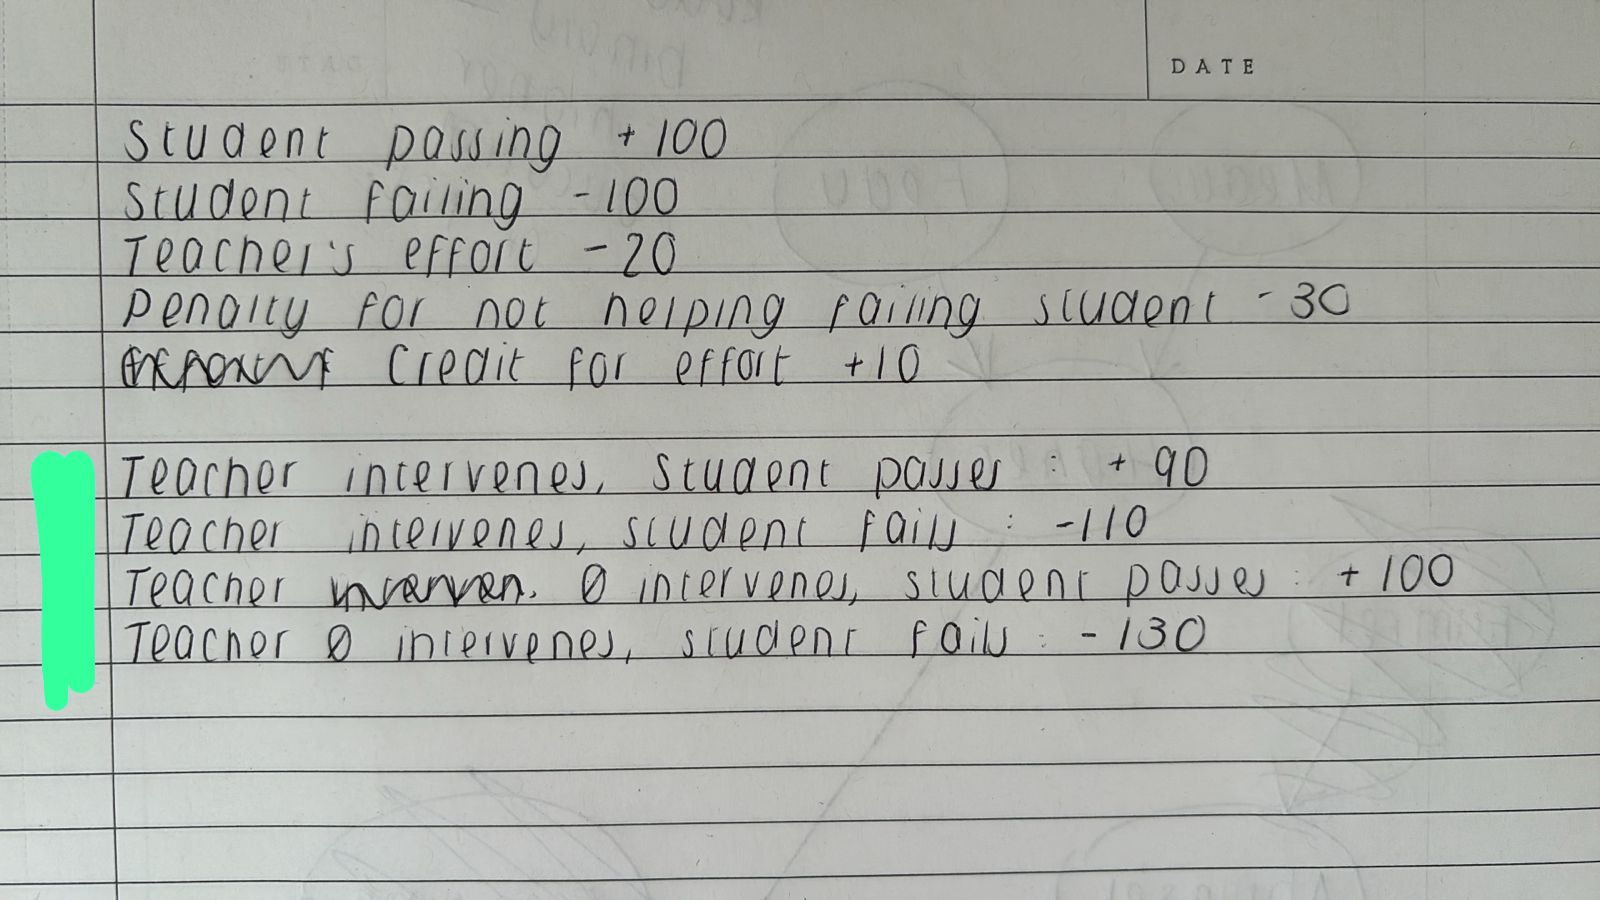 DATE
Student passing +100
Student failing -100
Teacher's effort -20
Penalty for not helping failing student -30
Credit for effort +10
Teacher intervenes, student passes : +90
Teacher intervenes, student fails : -110
Teacher Ø intervenes, student passes : +100
Teacher Ø intervenes, student fails : -130